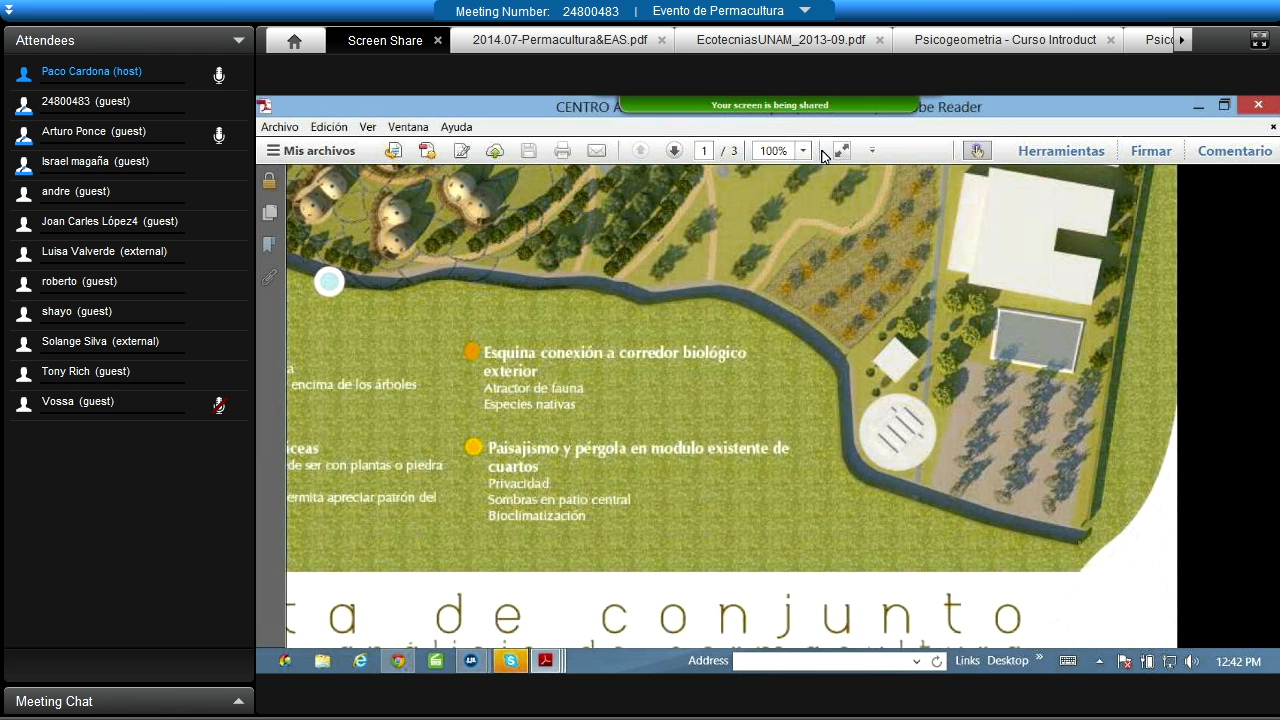 Meeting Number: 24800483 | Evento de Permacultura
Attendees
Screen Share
2014.07-Permacultura&EAS.pdf
EcotecniasUNAM_2013-09.pdf
Psicogeometria - Curso Introduct
Psico
Paco Cardona (host)
24800483 (guest)
Arturo Ponce (guest)
Israel magaña (guest)
andre (guest)
Joan Carles López4 (guest)
Luisa Valverde (external)
roberto (guest)
shayo (guest)
Solange Silva (external)
Tony Rich (guest)
Vossa (guest)
Meeting Chat
CENTRO A
Your screen is being shared
be Reader
Archivo Edición Ver Ventana Ayuda
Mis archivos
1 / 3
100%
Herramientas
Firmar
Comentario
a
encima de los árboles
Esquina conexión a corredor biológico
exterior
Atractor de fauna
Especies nativas
iceas
de ser con plantas o piedra
ermita apreciar patrón del
Paisajismo y pérgola en modulo existente de
cuartos
Privacidad
Sombras en patio central
Bioclimatización
ta de conjunto
Address
Links Desktop »
12:42 PM